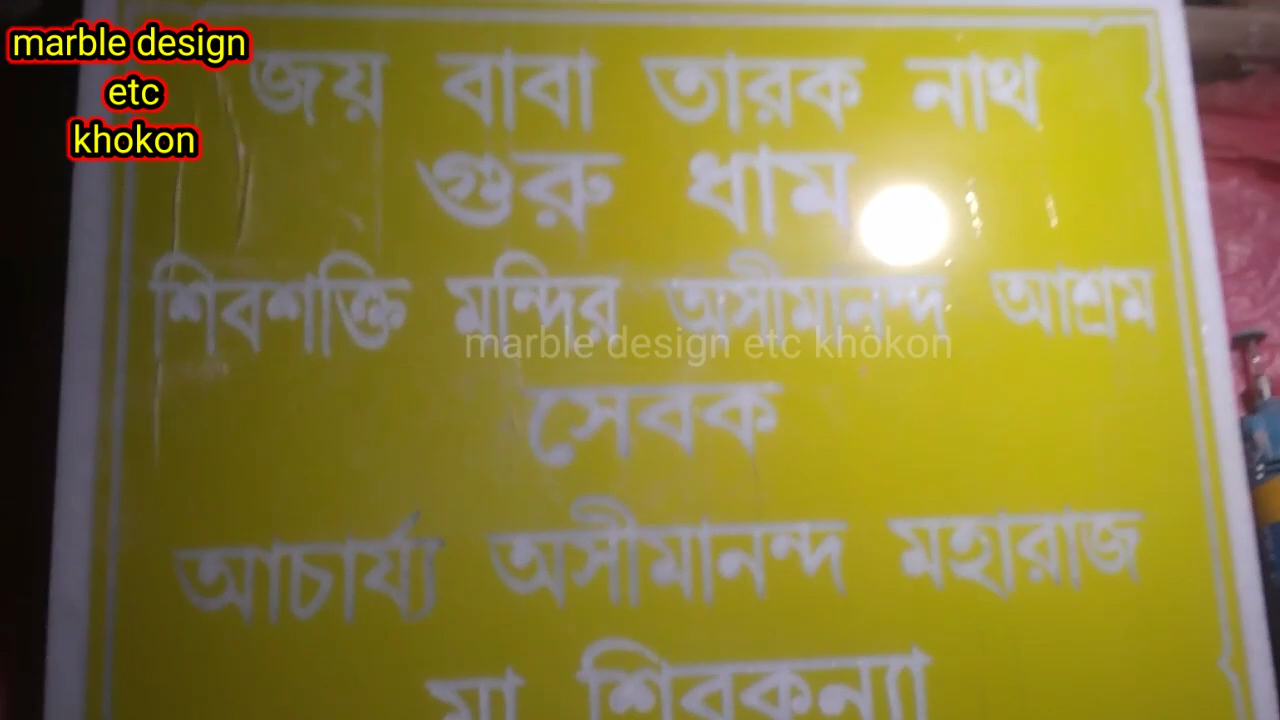 marble design
etc
khokon
জয় বাবা তারক নাথ
গুরু ধাম
শিবশক্তি মন্দির অসীমানন্দ আশ্রম
marble design etc khokon
সেবক
আচার্য্য অসীমানন্দ মহারাজ
মা শিবকন্যা